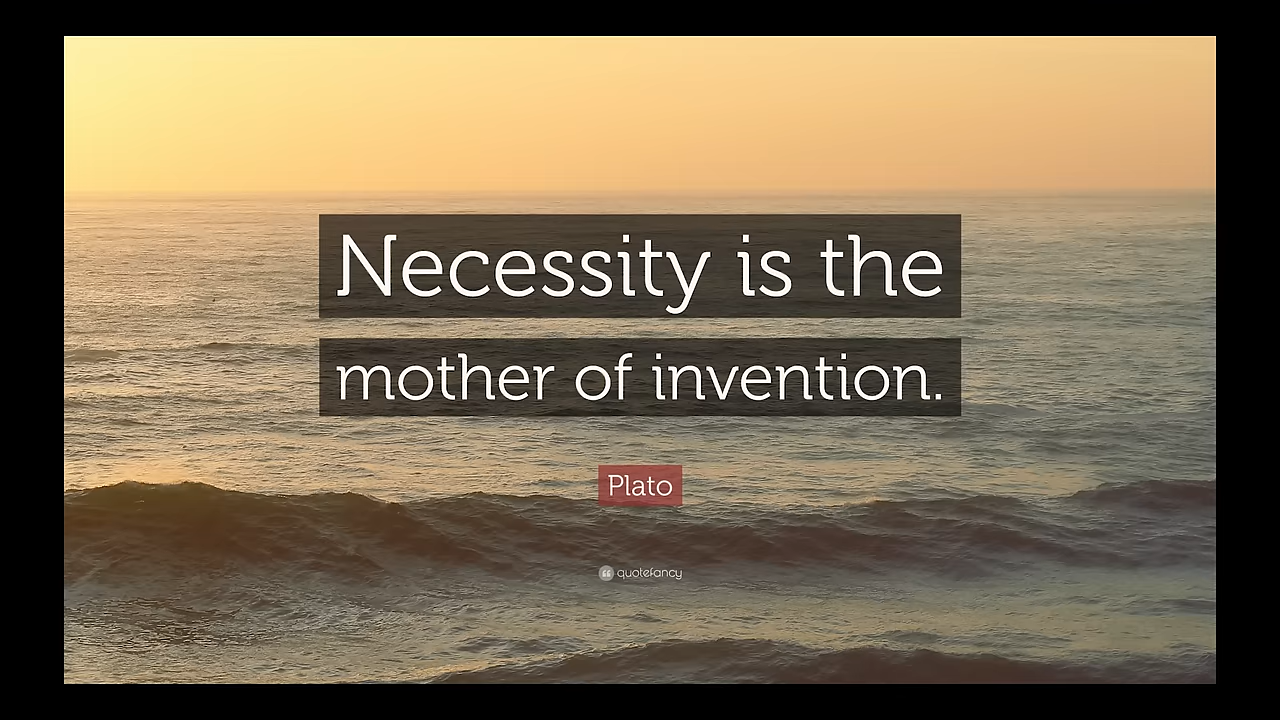 Necessity is the
mother of invention.
Plato
quotefancy